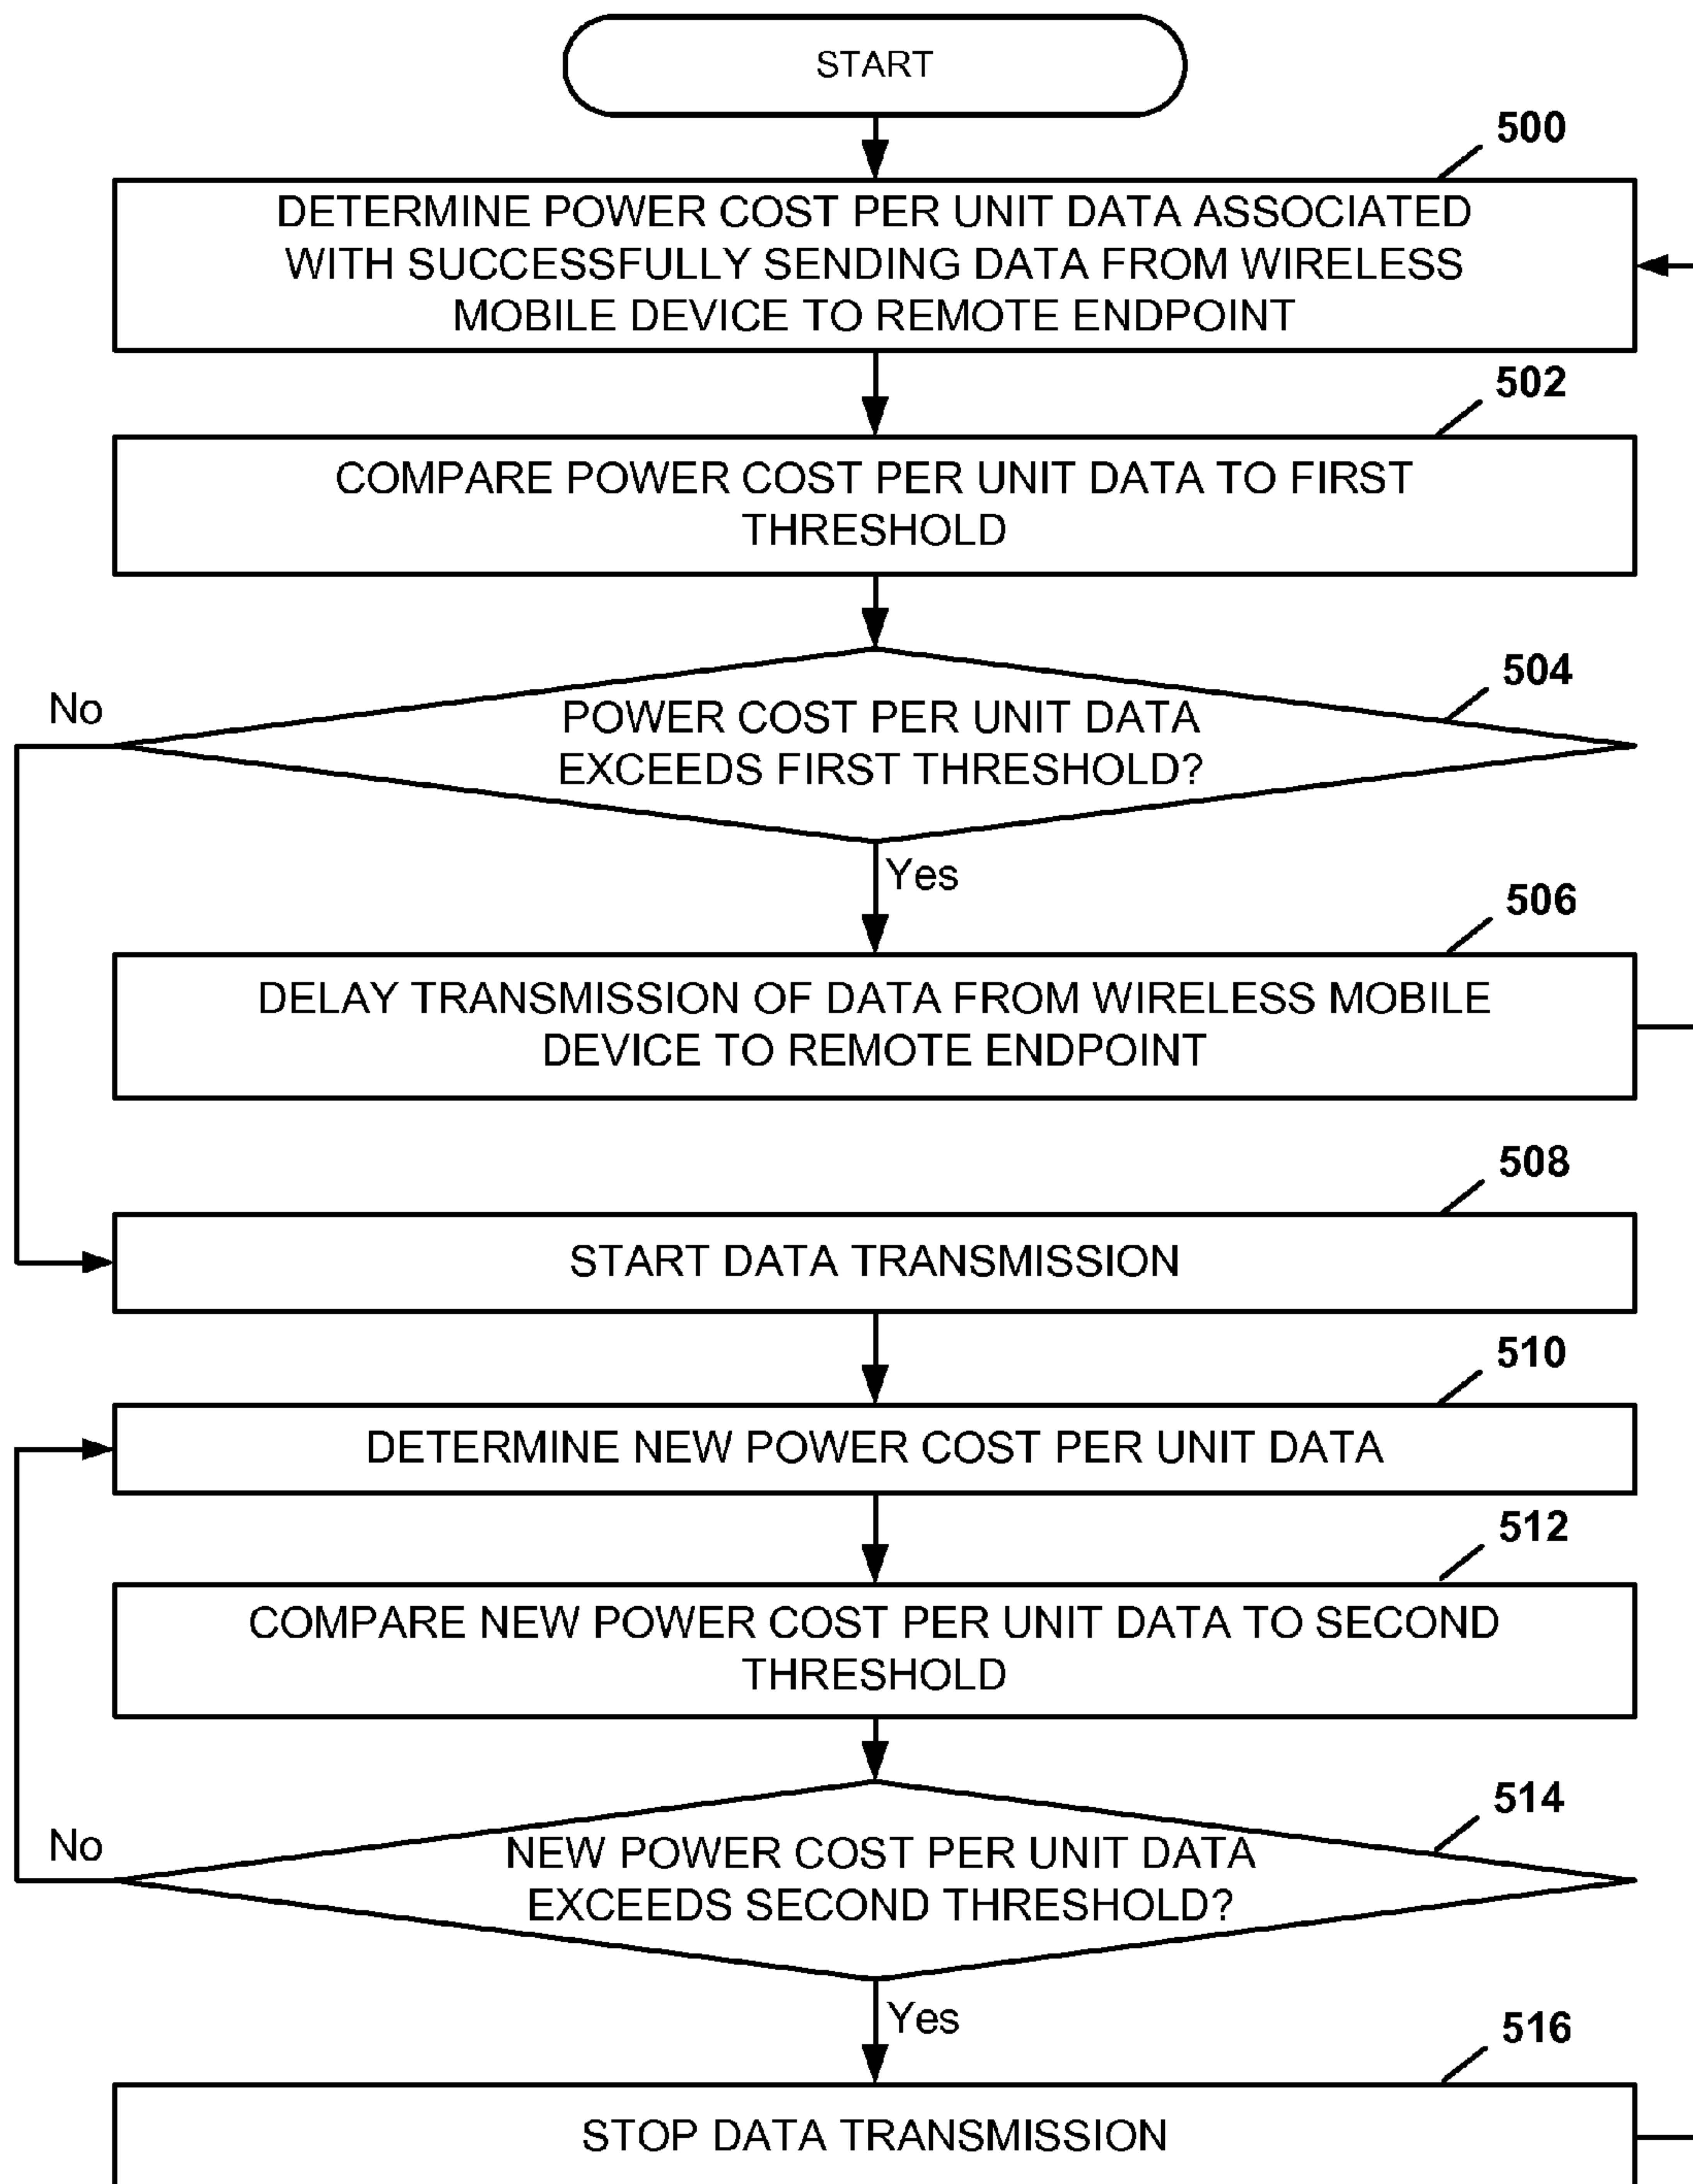 START
500
DETERMINE POWER COST PER UNIT DATA ASSOCIATED
WITH SUCCESSFULLY SENDING DATA FROM WIRELESS
MOBILE DEVICE TO REMOTE ENDPOINT
502
COMPARE POWER COST PER UNIT DATA TO FIRST
THRESHOLD
504
No
POWER COST PER UNIT DATA
EXCEEDS FIRST THRESHOLD?
Yes
506
DELAY TRANSMISSION OF DATA FROM WIRELESS MOBILE
DEVICE TO REMOTE ENDPOINT
508
START DATA TRANSMISSION
510
DETERMINE NEW POWER COST PER UNIT DATA
512
COMPARE NEW POWER COST PER UNIT DATA TO SECOND
THRESHOLD
514
No
NEW POWER COST PER UNIT DATA
EXCEEDS SECOND THRESHOLD?
Yes
516
STOP DATA TRANSMISSION